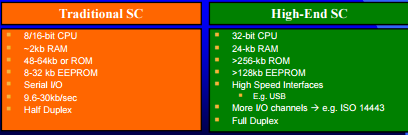 Traditional SC
8/16-bit CPU
~2kb RAM
48-64kb or ROM
8-32 kb EEPROM
Serial I/O
9.6-30kb/sec
Half Duplex
High-End SC
32-bit CPU
24-kb RAM
>256-kb ROM
>128kb EEPROM
High Speed Interfaces
E.g. USB
More I/O channels → e.g. ISO 14443
Full Duplex